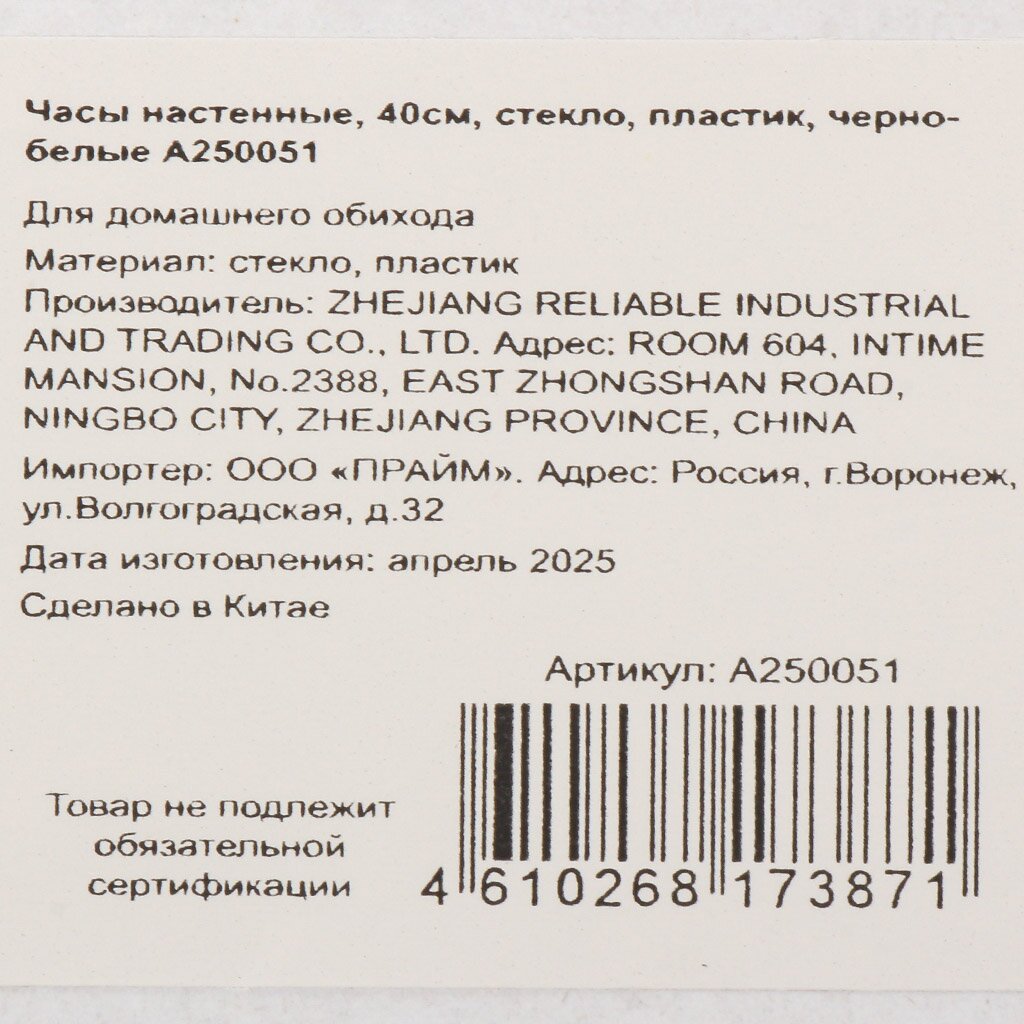 Часы настенные, 40см, стекло, пластик, черно-
белые А250051
Для домашнего обихода
Материал: стекло, пластик
Производитель: ZHEJIANG RELIABLE INDUSTRIAL
AND TRADING CO., LTD. Адрес: ROOM 604, INTIME
MANSION, No.2388, EAST ZHONGSHAN ROAD,
NINGBO CITY, ZHEJIANG PROVINCE, CHINA
Импортер: ООО «ПРАЙМ». Адрес: Россия, г.Воронеж,
ул.Волгоградская, д.32
Дата изготовления: апрель 2025
Сделано в Китае
Артикул: А250051
Товар не подлежит
обязательной
сертификации
4 610268 173871